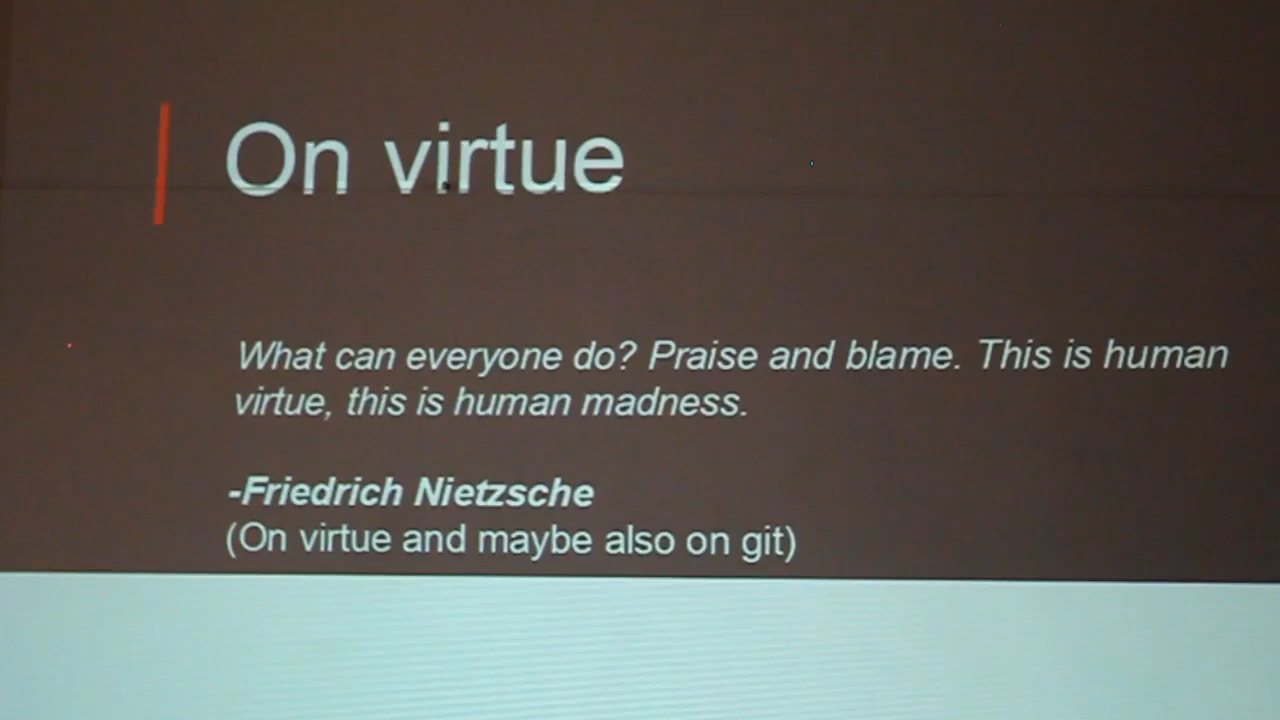 On virtue
What can everyone do? Praise and blame. This is human
virtue, this is human madness.
-Friedrich Nietzsche
(On virtue and maybe also on git)